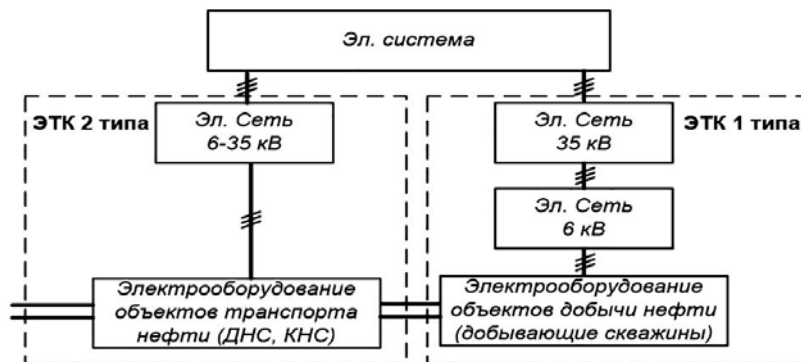 Эл. система
ЭТК 2 типа
Эл. Сеть
6-35 кВ
Эл. Сеть
35 кВ
ЭТК 1 типа
Эл. Сеть
6 кВ
Электрооборудование
объектов транспорта
нефти (ДНС, КНС)
Электрооборудование
объектов добычи нефти
(добывающие скважины)